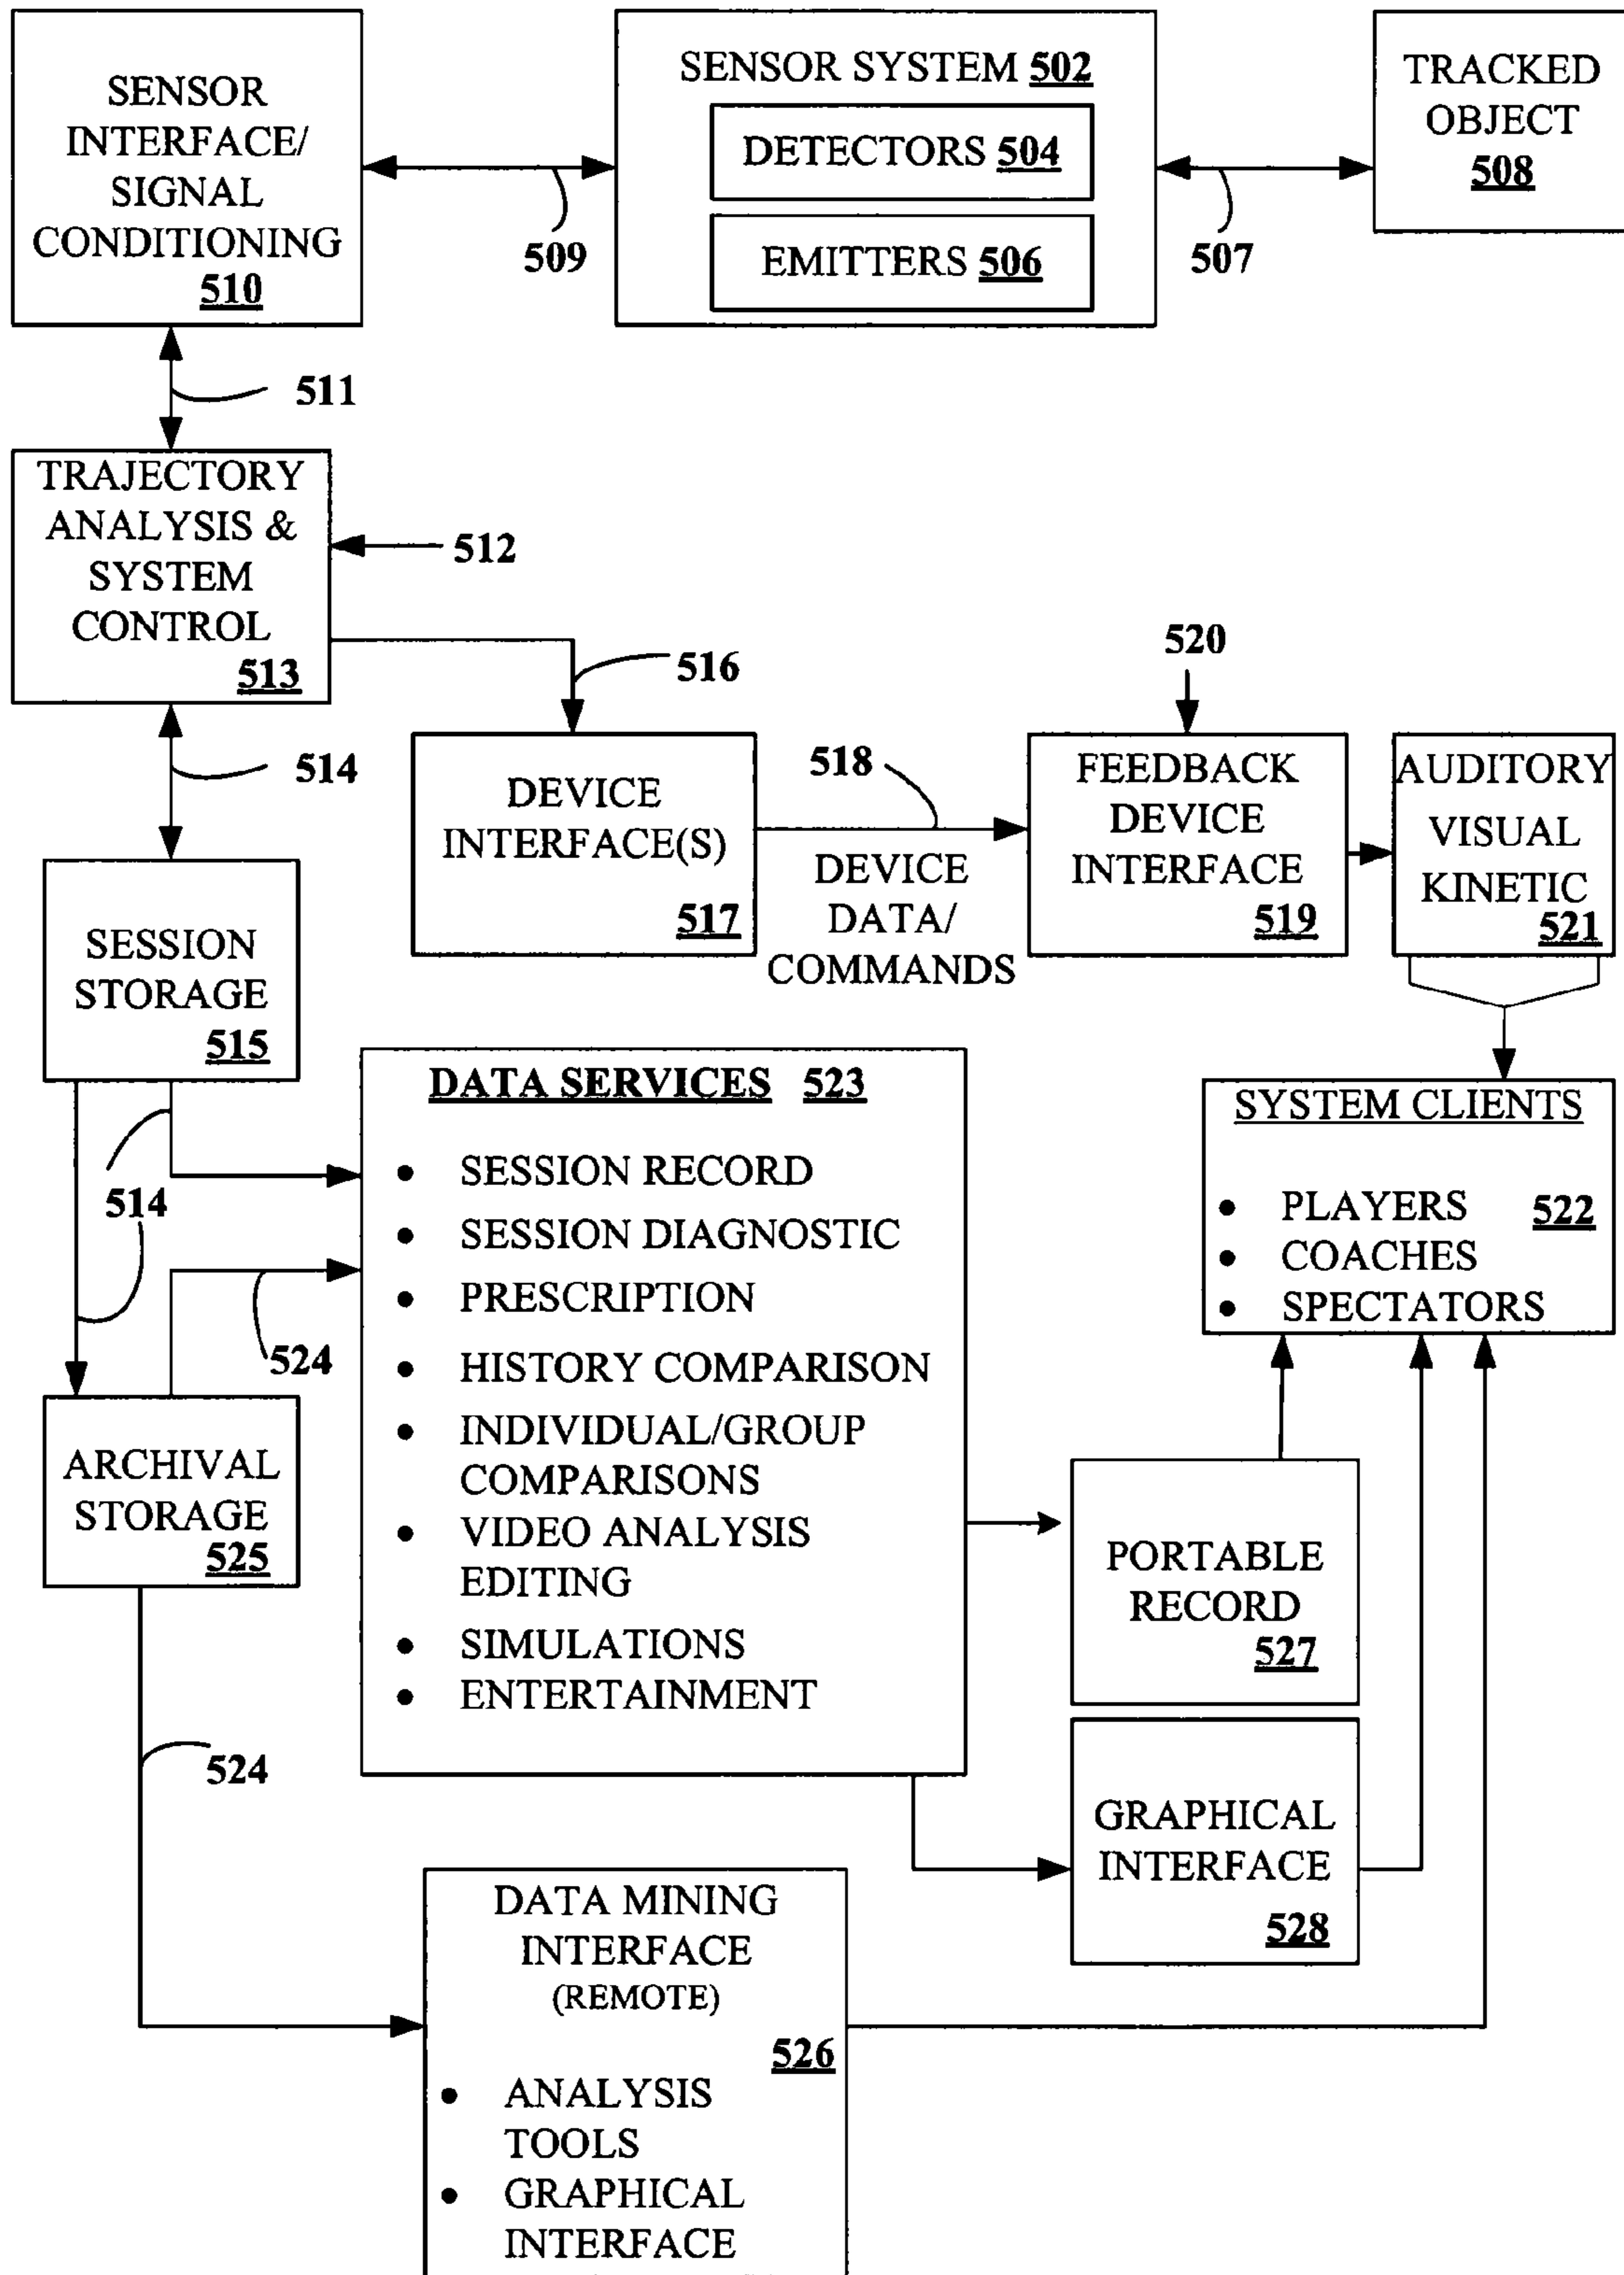 SENSOR
INTERFACE/
SIGNAL
CONDITIONING
510
509
SENSOR SYSTEM 502
DETECTORS 504
EMITTERS 506
507
TRACKED
OBJECT
508
511
TRAJECTORY
ANALYSIS &
SYSTEM
CONTROL
513
512
516
514
DEVICE
INTERFACE(S)
517
518
DEVICE
DATA/
COMMANDS
520
FEEDBACK
DEVICE
INTERFACE
519
AUDITORY
VISUAL
KINETIC
521
SESSION
STORAGE
515
514
524
DATA SERVICES 523
• SESSION RECORD
• SESSION DIAGNOSTIC
• PRESCRIPTION
• HISTORY COMPARISON
• INDIVIDUAL/GROUP
COMPARISONS
• VIDEO ANALYSIS
EDITING
• SIMULATIONS
• ENTERTAINMENT
SYSTEM CLIENTS
522
• PLAYERS
• COACHES
• SPECTATORS
ARCHIVAL
STORAGE
525
524
PORTABLE
RECORD
527
GRAPHICAL
INTERFACE
528
DATA MINING
INTERFACE
(REMOTE)
526
• ANALYSIS
TOOLS
• GRAPHICAL
INTERFACE